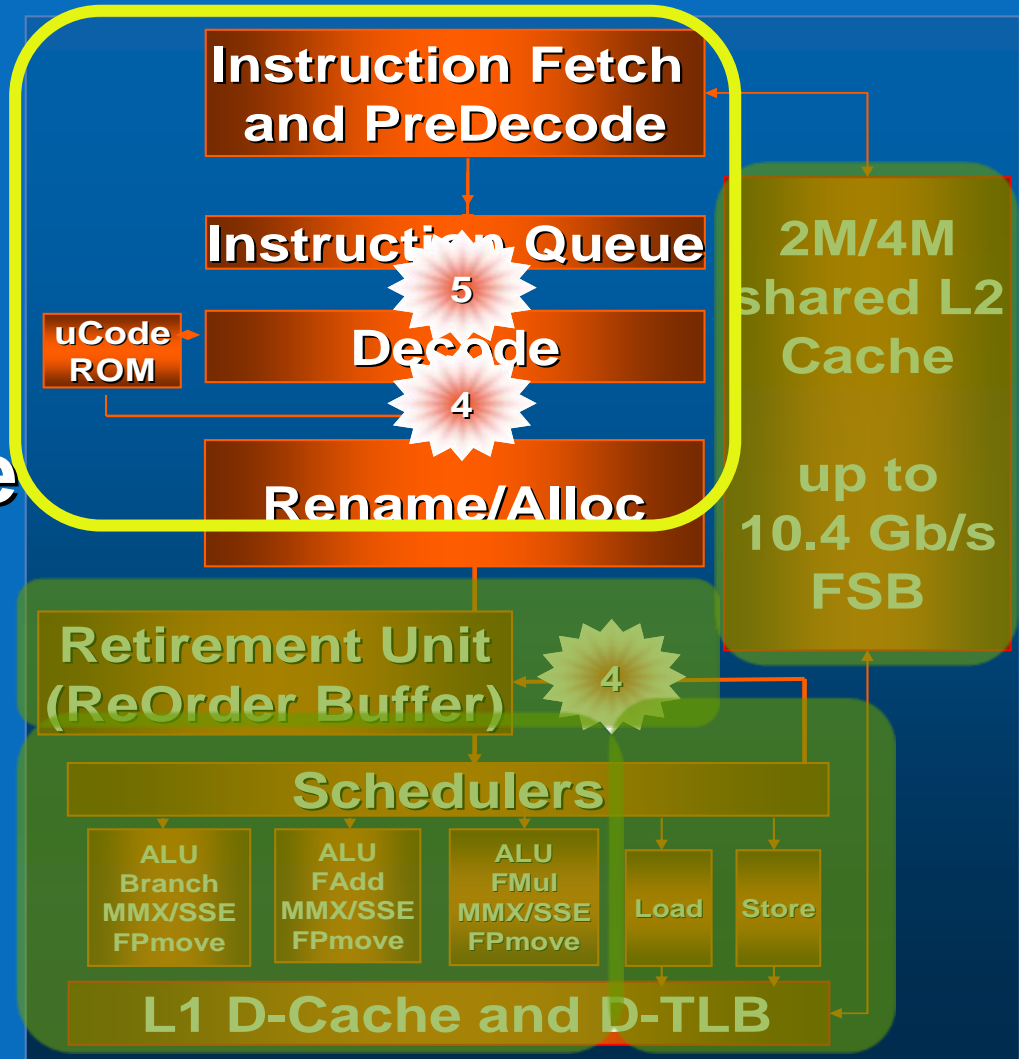 Instruction Fetch
and PreDecode
Instruction Queue
5
uCode
ROM
Decode
4
e
Rename/Alloc
2M/4M
shared L2
Cache
up to
10.4 Gb/s
FSB
Retirement Unit
(ReOrder Buffer)
4
Schedulers
ALU
Branch
MMX/SSE
FPmove
ALU
FAdd
MMX/SSE
FPmove
ALU
FMul
MMX/SSE
FPmove
Load
Store
L1 D-Cache and D-TLB